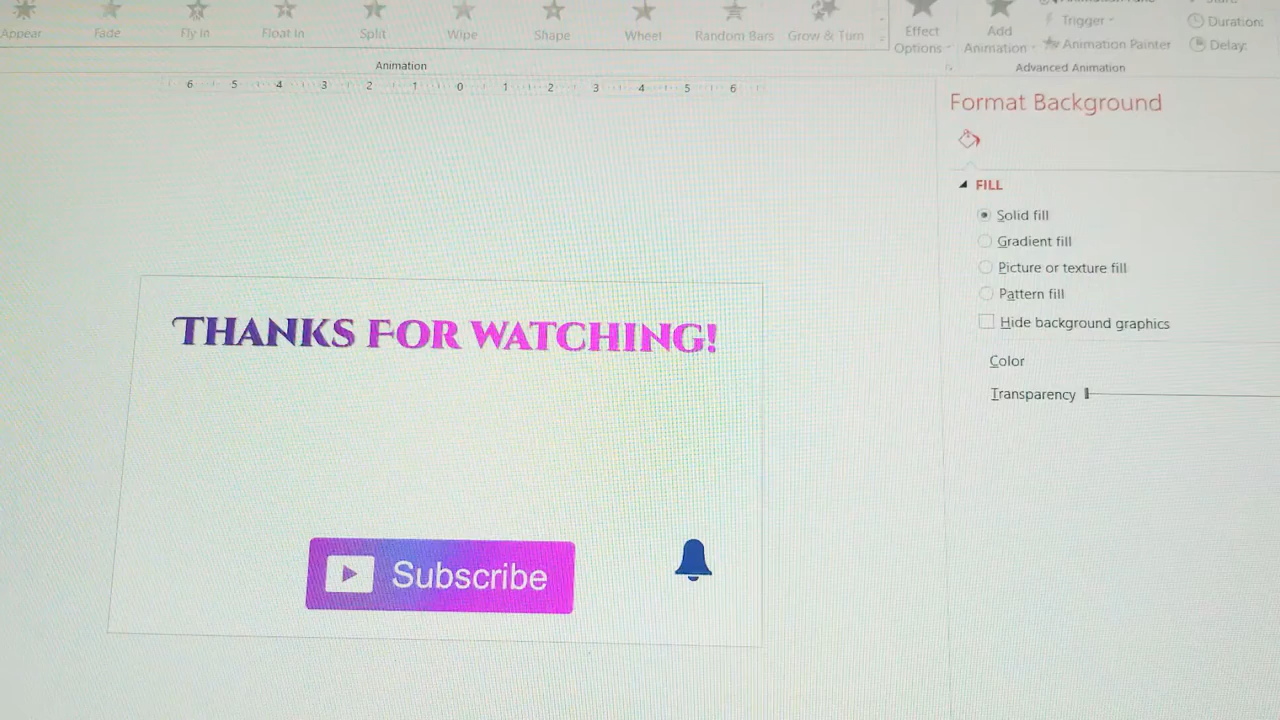 Appear Fade Fly In Float In Split Wipe Shape Wheel Random Bars Grow & Turn
Effect Options
Add Animation
Trigger
Animation Painter
Duration:
Delay:
Animation
Advanced Animation
6 5 4 3 2 1 0 1 2 3 4 5 6
Format Background
FILL
Solid fill
Gradient fill
Picture or texture fill
Pattern fill
Hide background graphics
Color
Transparency
THANKS FOR WATCHING!
Subscribe